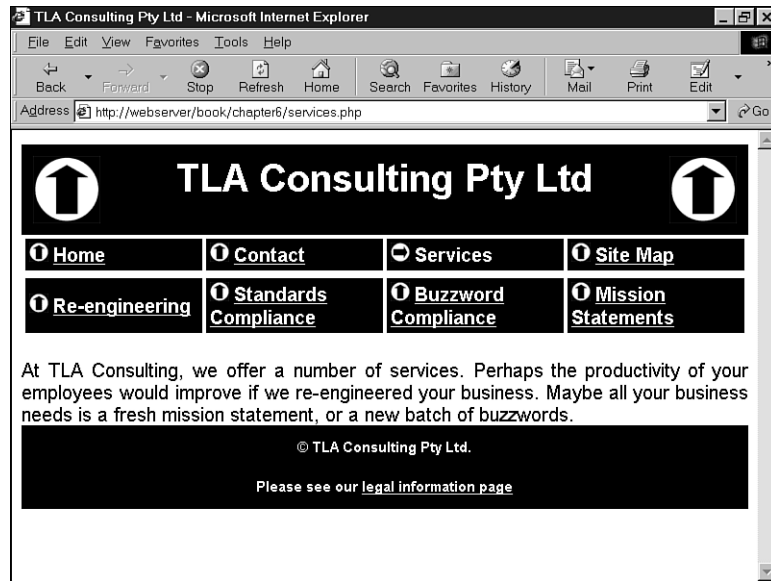 TLA Consulting Pty Ltd - Microsoft Internet Explorer
File Edit View Favorites Tools Help
Back Forward Stop Refresh Home Search Favorites History Mail Print Edit
Address http://webserver/book/chapter6/services.php Go
TLA Consulting Pty Ltd
Home Contact Services Site Map
Re-engineering Standards Compliance Buzzword Compliance Mission Statements
At TLA Consulting, we offer a number of services. Perhaps the productivity of your
employees would improve if we re-engineered your business. Maybe all your business
needs is a fresh mission statement, or a new batch of buzzwords.
© TLA Consulting Pty Ltd.
Please see our legal information page